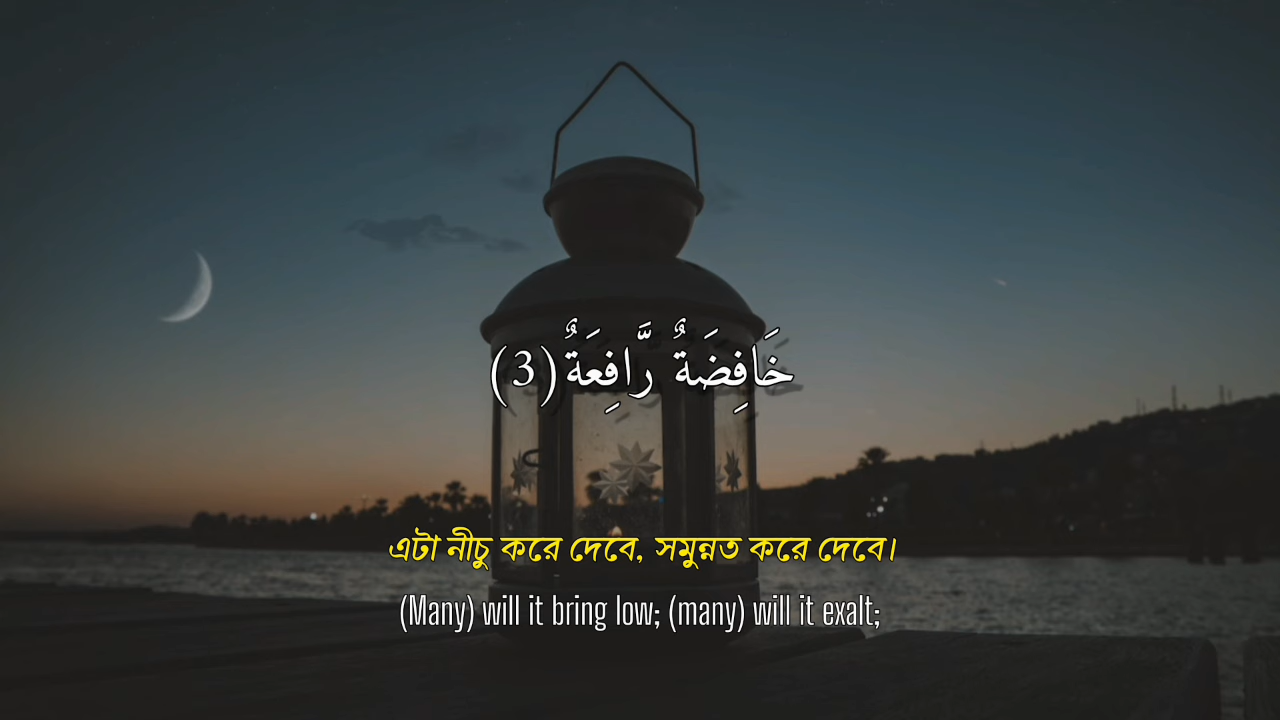 خَافِضَةٌ رَّافِعَةٌ (3)
এটা নীচু করে দেবে, সমুন্নত করে দেবে।
(Many) will it bring low; (many) will it exalt;